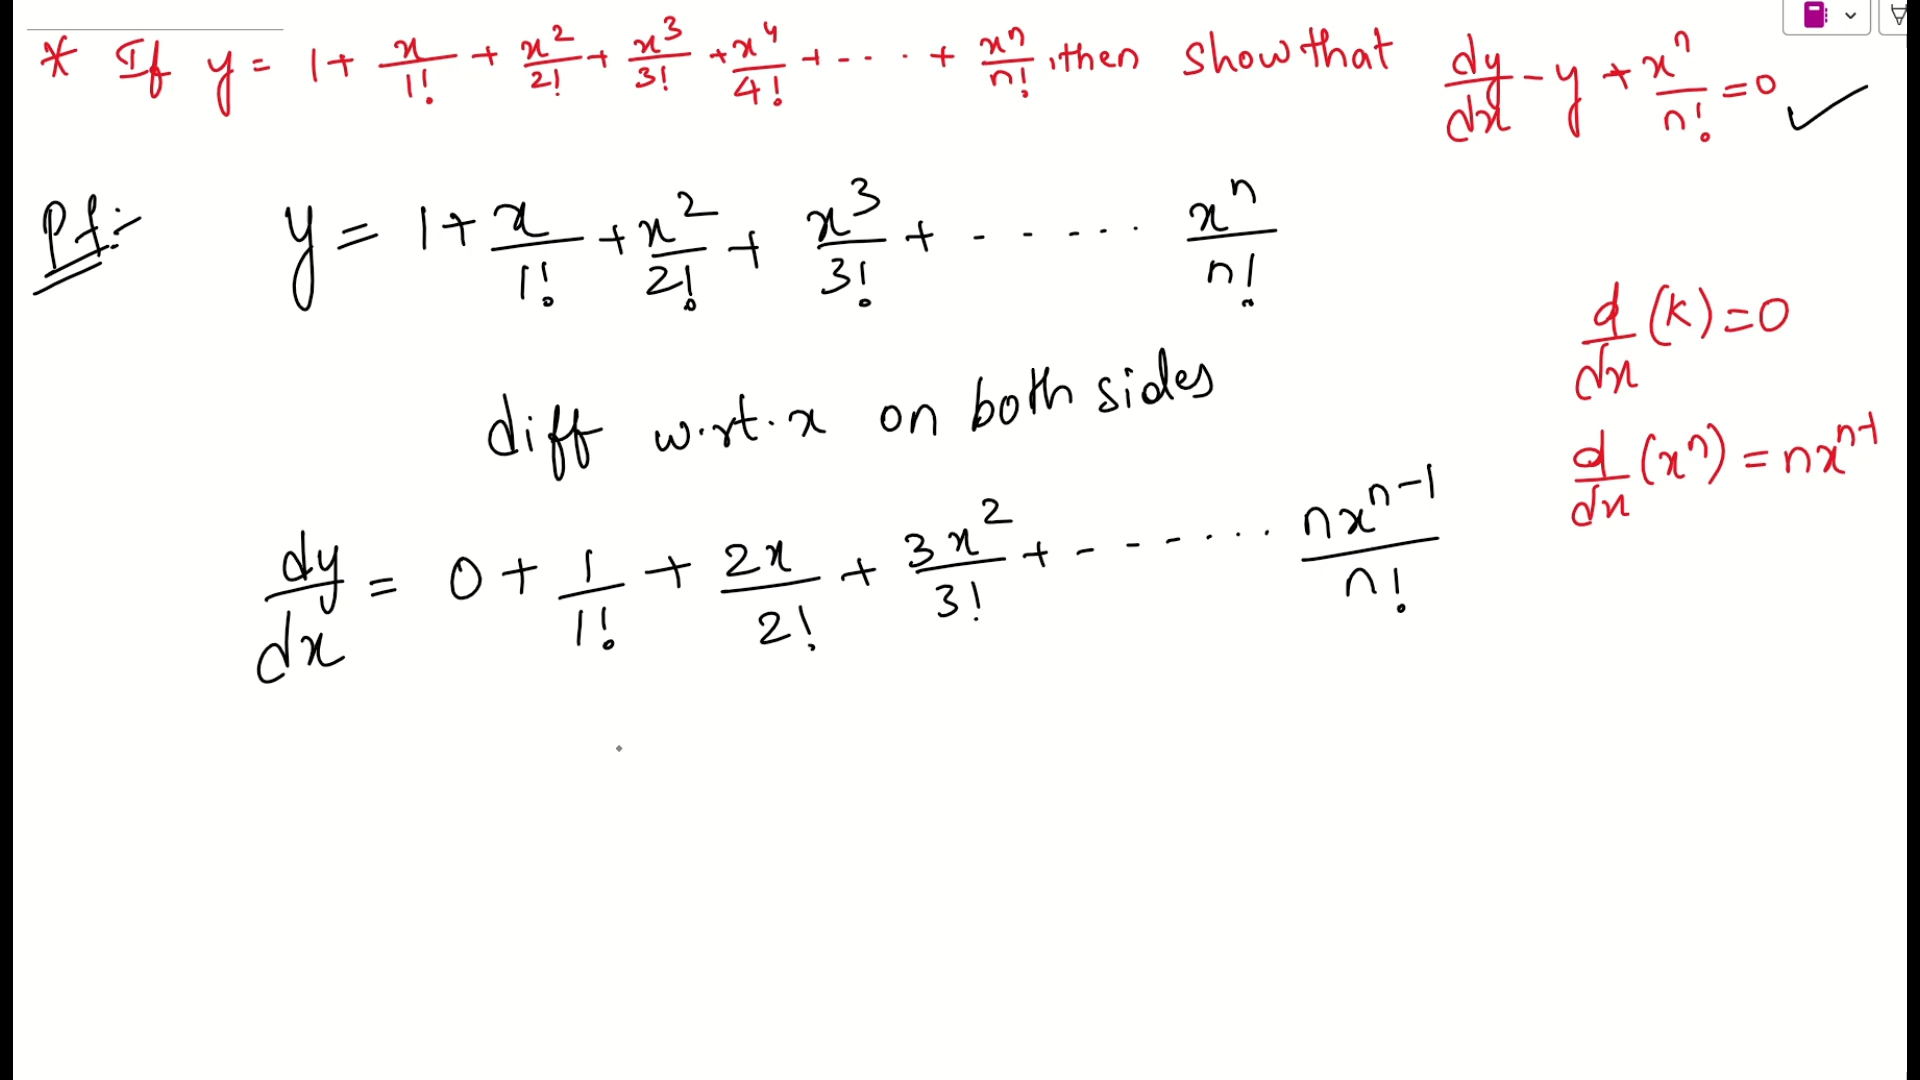 * If y = 1 + x/1! + x²/2! + x³/3! + x⁴/4! + - - . . + xⁿ/n! , then show that dy/dx - y + xⁿ/n! = 0 ✓
Pf:- y = 1 + x/1! + x²/2! + x³/3! + - - - - . . xⁿ/n!
d/dx (k) = 0
diff w.r.t. x on both sides
d/dx (xⁿ) = nxⁿ⁻¹
dy/dx = 0 + 1/1! + 2x/2! + 3x²/3! + - - - . . . nxⁿ⁻¹/n!